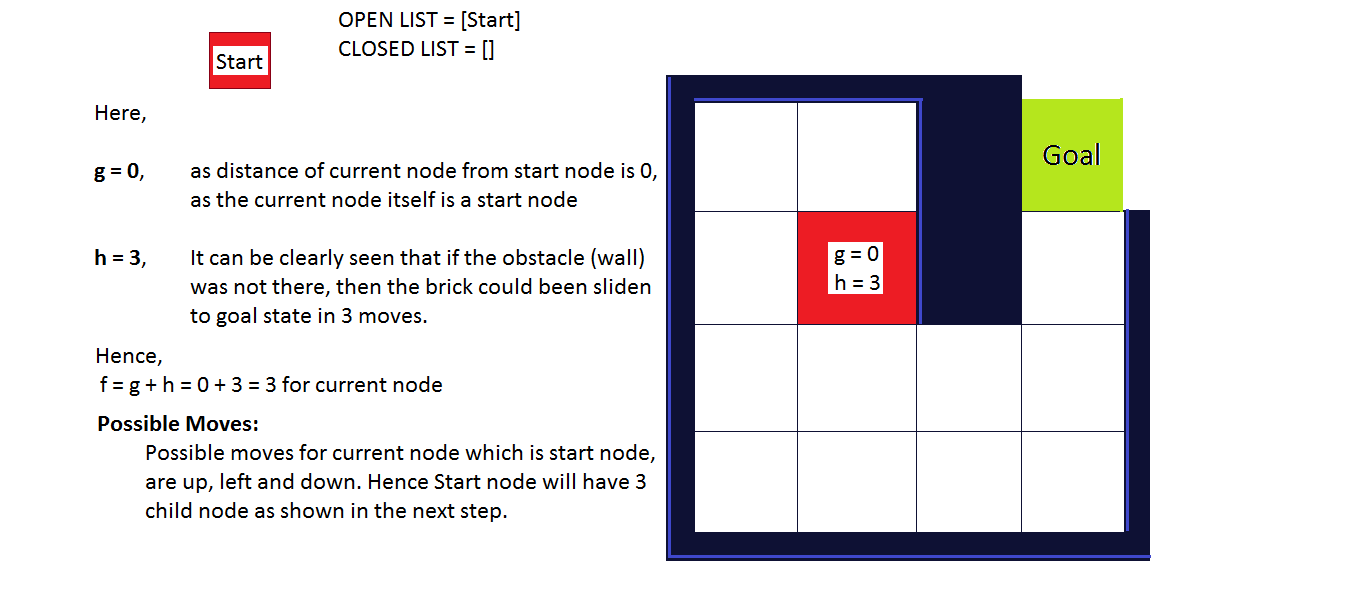 OPEN LIST = [Start]
CLOSED LIST = []
Start
Here,
g = 0, as distance of current node from start node is 0,
as the current node itself is a start node
h = 3, It can be clearly seen that if the obstacle (wall)
was not there, then the brick could been sliden
to goal state in 3 moves.
Hence,
f = g + h = 0 + 3 = 3 for current node
Possible Moves:
Possible moves for current node which is start node,
are up, left and down. Hence Start node will have 3
child node as shown in the next step.
Goal
g = 0
h = 3